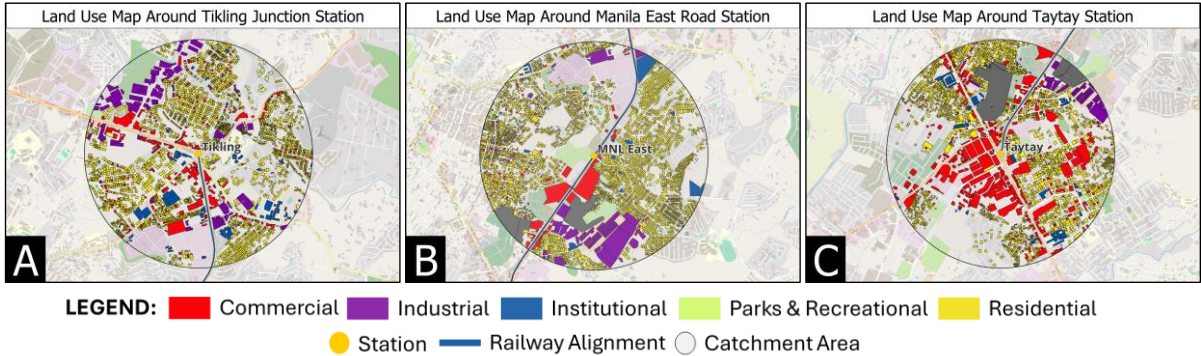 Land Use Map Around Tikling Junction Station
Land Use Map Around Manila East Road Station
Land Use Map Around Taytay Station
Tikling
MNL East
Taytay
A
B
C
LEGEND: Commercial Industrial Institutional Parks & Recreational Residential
Station Railway Alignment Catchment Area